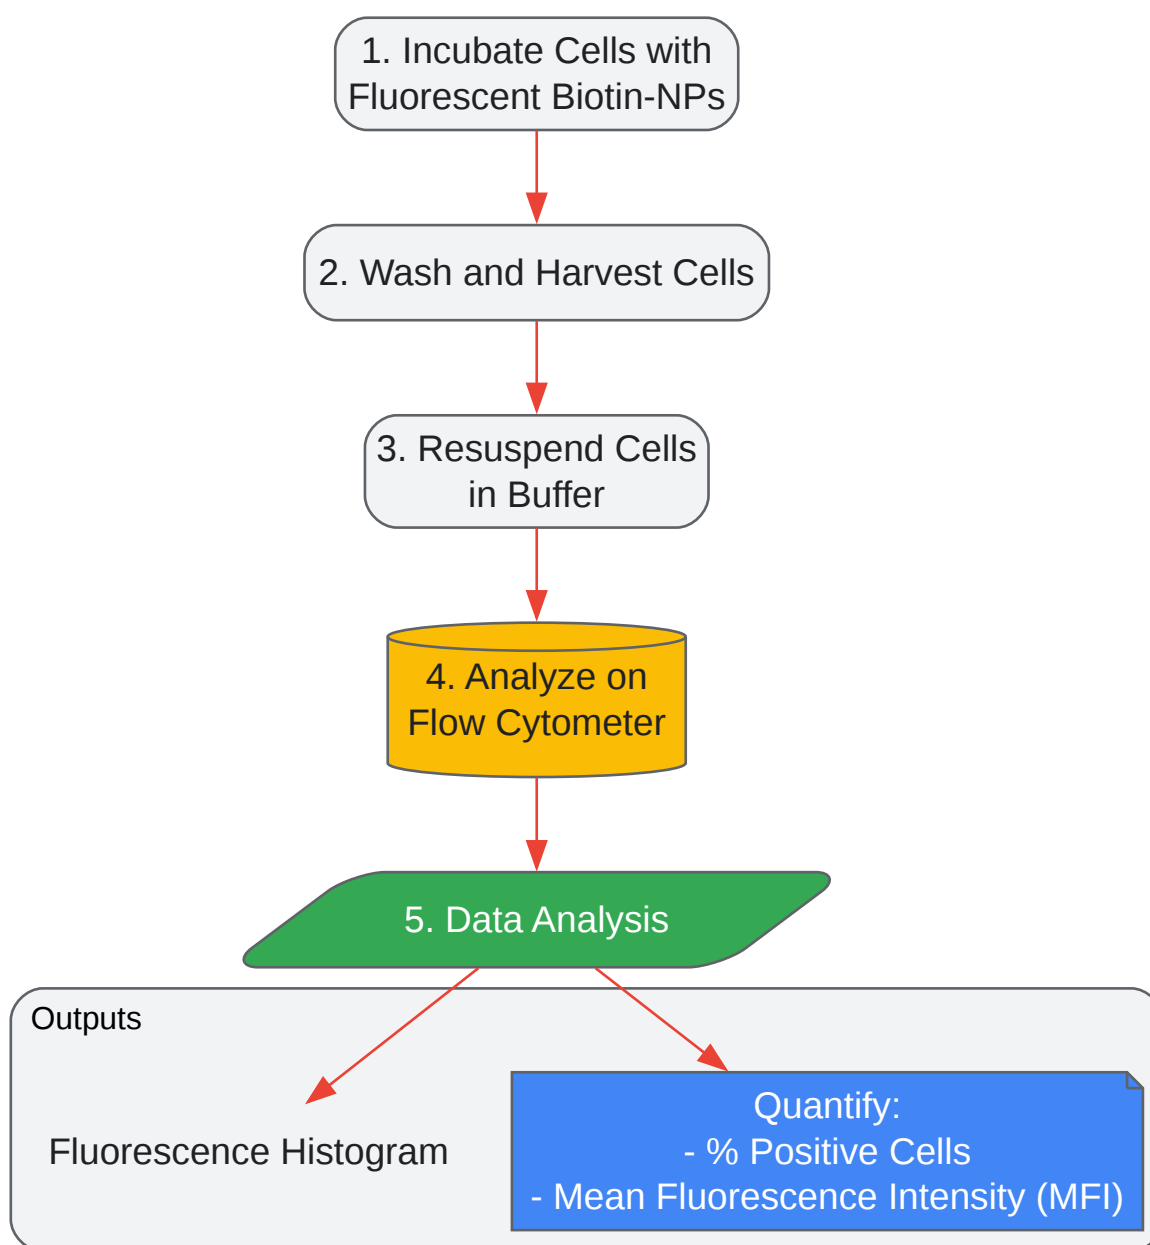 1. Incubate Cells with
Fluorescent Biotin-NPs
2. Wash and Harvest Cells
3. Resuspend Cells
in Buffer
4. Analyze on
Flow Cytometer
5. Data Analysis
Outputs
Fluorescence Histogram
Quantify:
- % Positive Cells
- Mean Fluorescence Intensity (MFI)